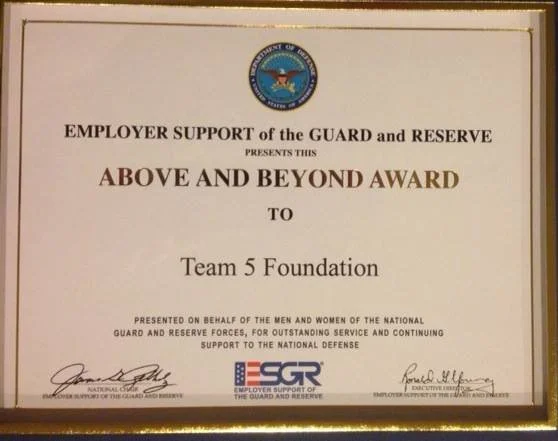 DEPARTMENT OF DEFENSE
UNITED STATES OF AMERICA
EMPLOYER SUPPORT of the GUARD and RESERVE
PRESENTS THIS
ABOVE AND BEYOND AWARD
TO
Team 5 Foundation
PRESENTED ON BEHALF OF THE MEN AND WOMEN OF THE NATIONAL
GUARD AND RESERVE FORCES, FOR OUTSTANDING SERVICE AND CONTINUING
SUPPORT TO THE NATIONAL DEFENSE
NATIONAL CHAIR
EMPLOYER SUPPORT OF THE GUARD AND RESERVE
ESGR
EMPLOYER SUPPORT OF
THE GUARD AND RESERVE
Ronald G. Young
EXECUTIVE DIRECTOR
EMPLOYER SUPPORT OF THE GUARD AND RESERVE